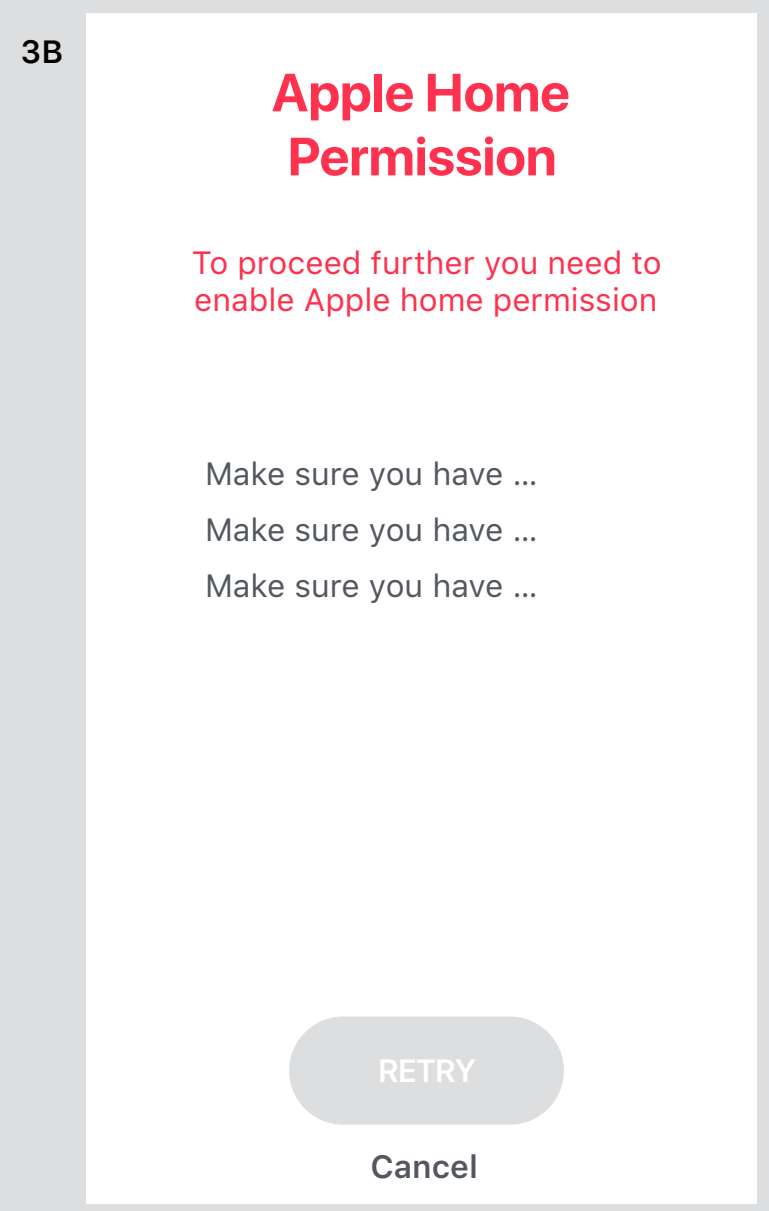 3B
Apple Home
Permission
To proceed further you need to
enable Apple home permission
Make sure you have ...
Make sure you have ...
Make sure you have ...
RETRY
Cancel